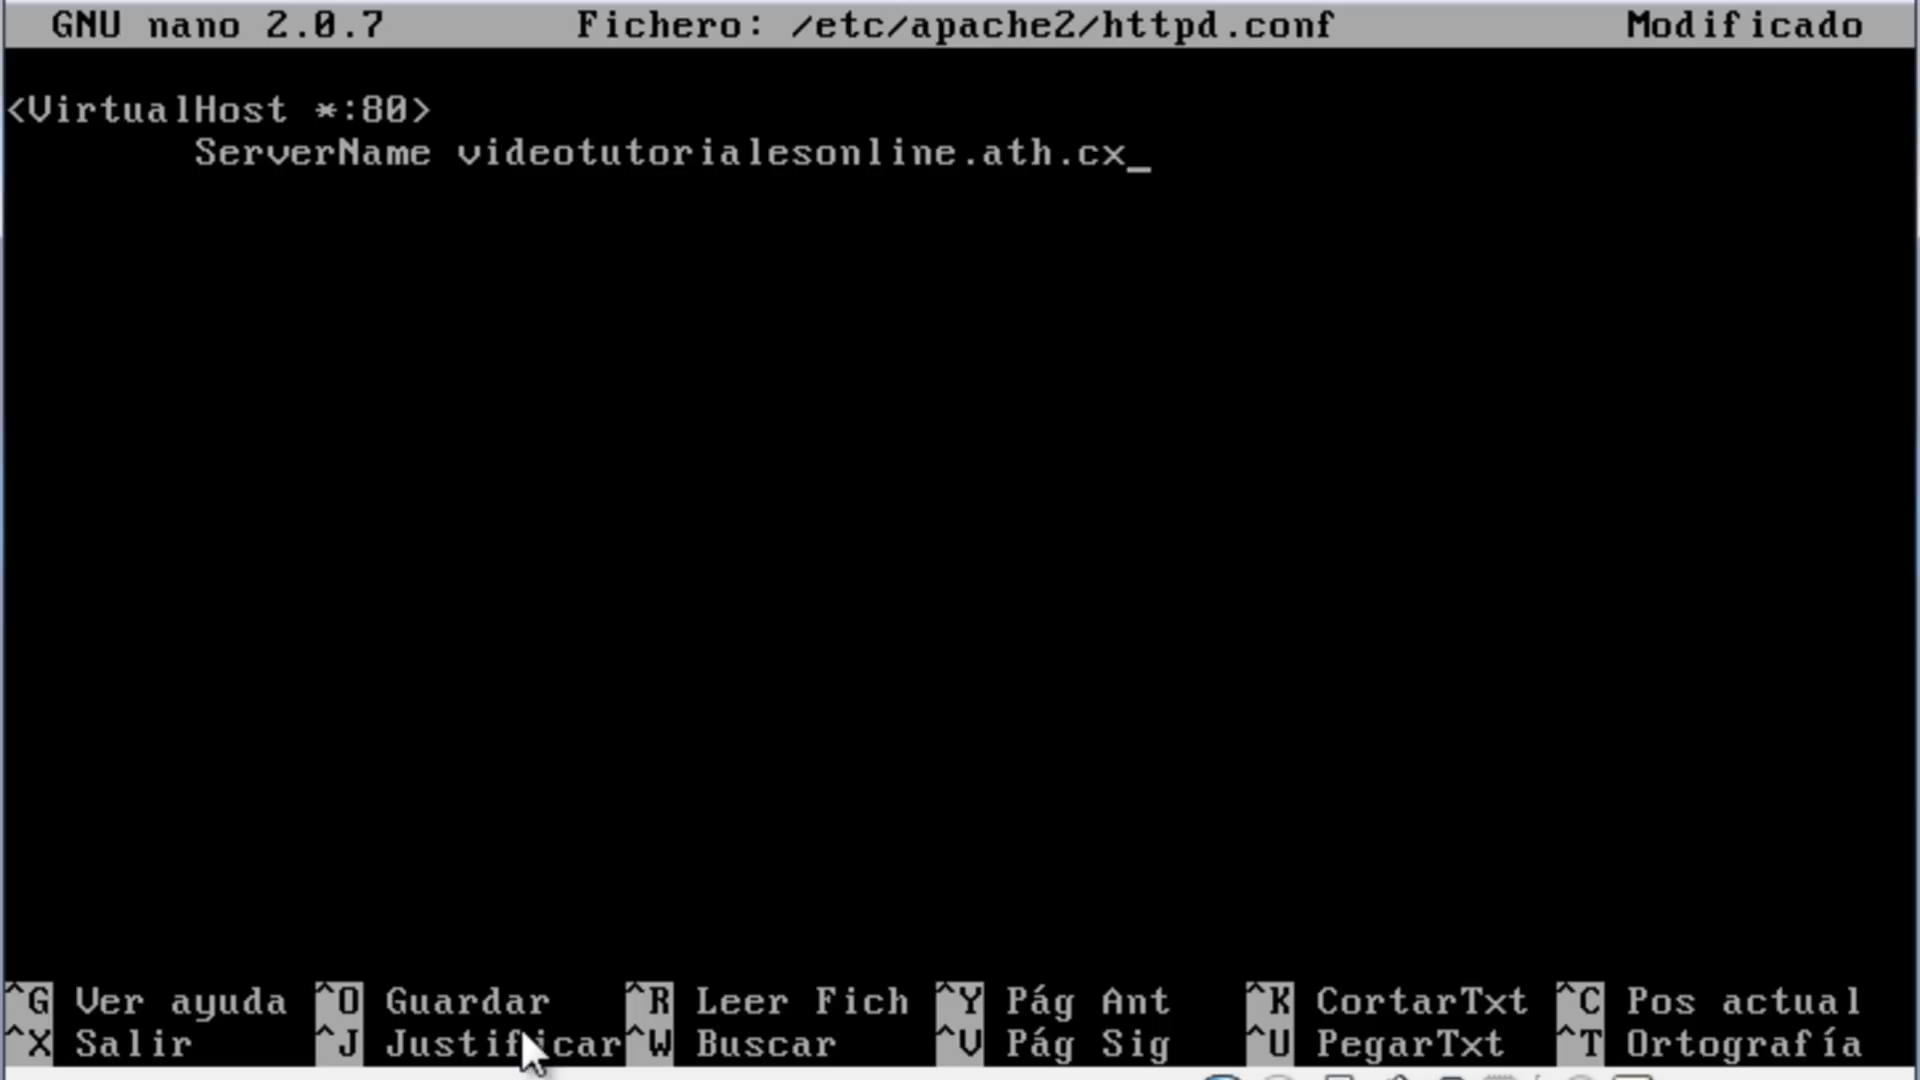 GNU nano 2.0.7 Fichero: /etc/apache2/httpd.conf Modificado
<VirtualHost *:80>
ServerName videotutorialesonline.ath.cx_
^G Ver ayuda ^O Guardar ^R Leer Fich ^Y Pág Ant ^K CortarTxt ^C Pos actual
^X Salir ^J Justificar ^W Buscar ^V Pág Sig ^U PegarTxt ^T Ortografía